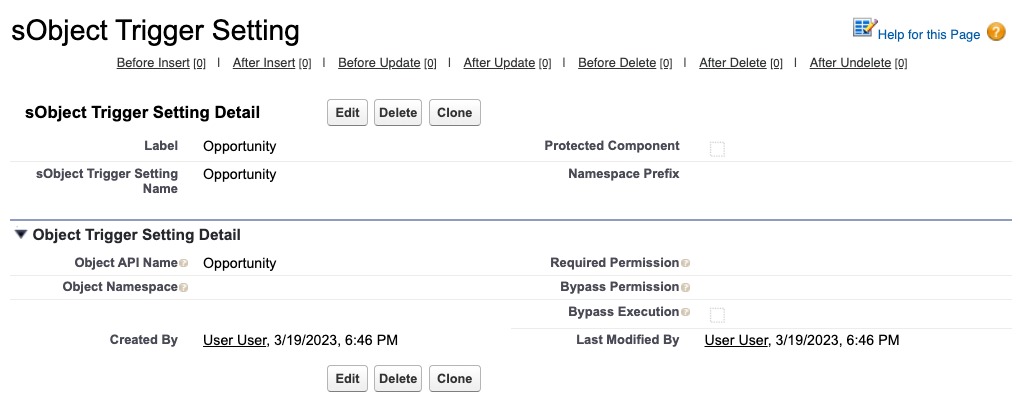 sObject Trigger Setting
Help for this Page ?
Before Insert [0] | After Insert [0] | Before Update [0] | After Update [0] | Before Delete [0] | After Delete [0] | After Undelete [0]
sObject Trigger Setting Detail Edit Delete Clone
Label Opportunity Protected Component
sObject Trigger Setting Name Opportunity Namespace Prefix
Object Trigger Setting Detail
Object API Name ? Opportunity Required Permission ?
Object Namespace ? Bypass Permission ?
Bypass Execution ?
Created By User User, 3/19/2023, 6:46 PM Last Modified By User User, 3/19/2023, 6:46 PM
Edit Delete Clone